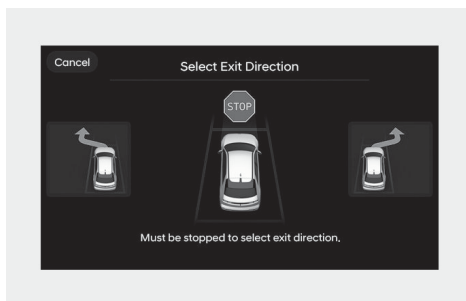 Cancel
Select Exit Direction
STOP
Must be stopped to select exit direction.